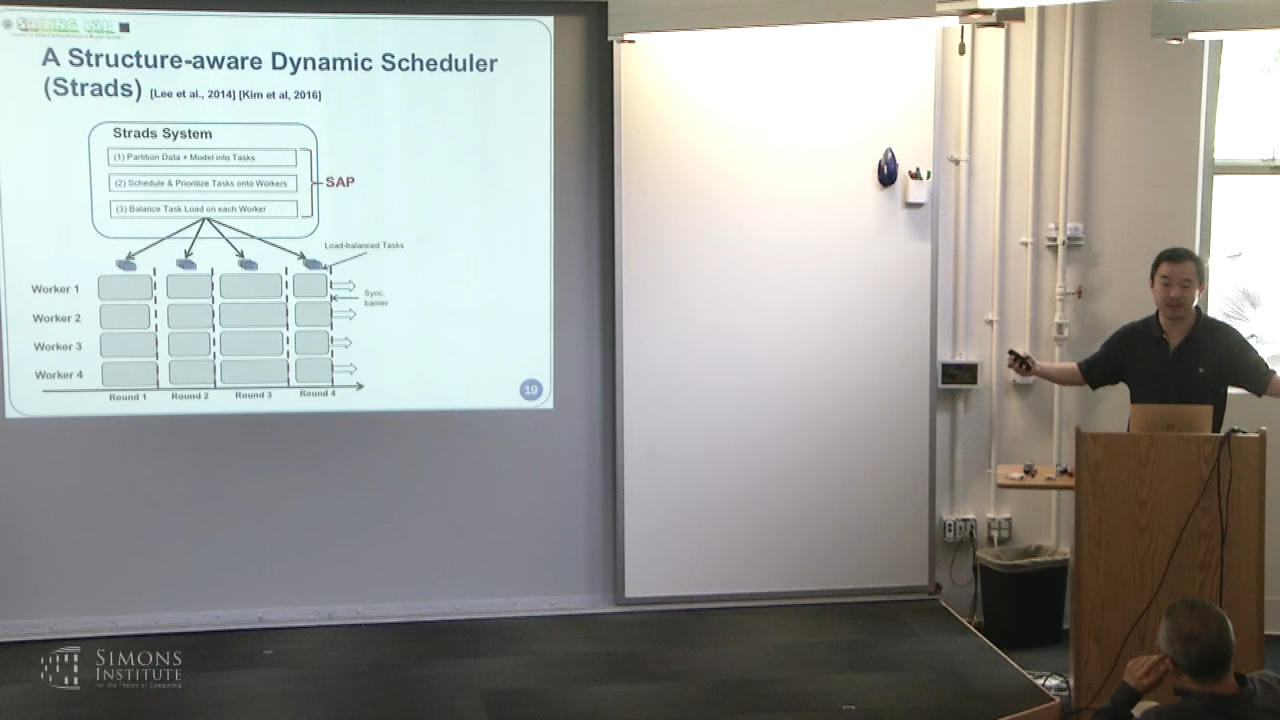 SAILING LAB
A Structure-aware Dynamic Scheduler
(Strads) [Lee et al., 2014] [Kim et al, 2016]
Strads System
(1) Partition Data + Model into Tasks
(2) Schedule & Prioritize Tasks onto Workers
(3) Balance Task Load on each Worker
SAP
Load-balanced Tasks
Worker 1
Sync.
barrier
Worker 2
Worker 3
Worker 4
Round 1 Round 2 Round 3 Round 4
19
SIMONS
INSTITUTE
for the Theory of Computing